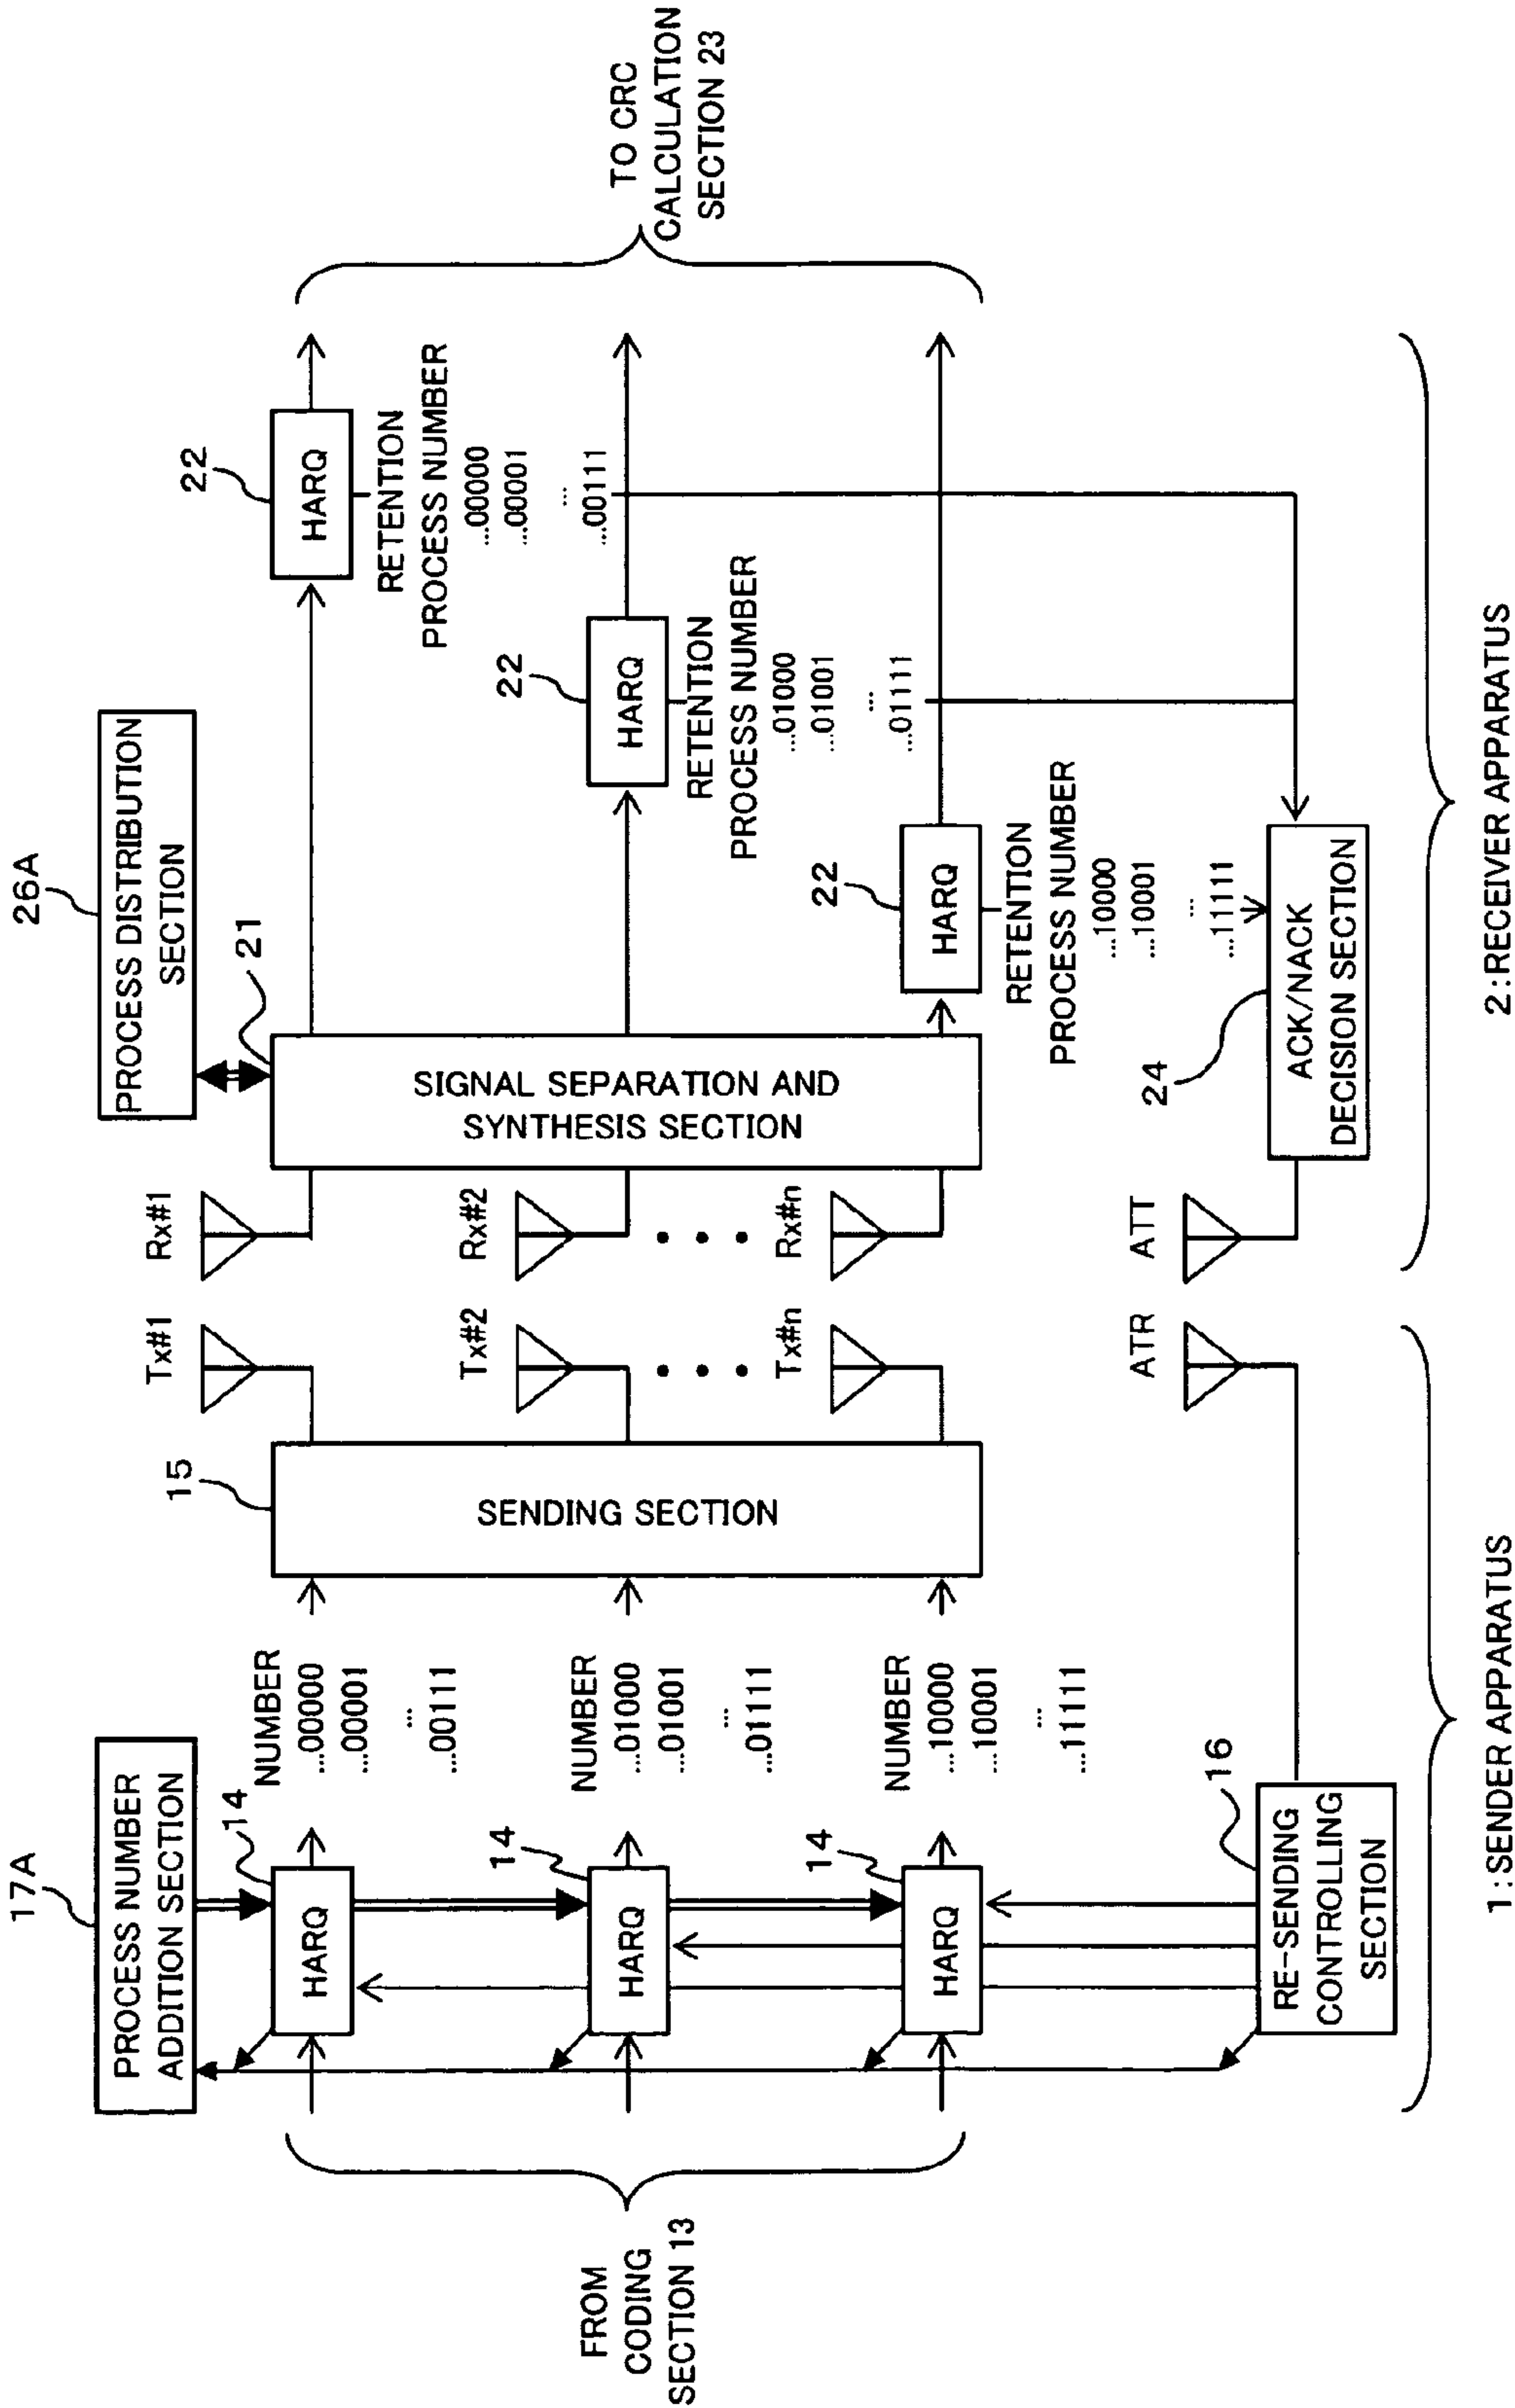 17A
PROCESS NUMBER
ADDITION SECTION
14
HARQ
NUMBER
...00000
...00001
...
...00111
14
HARQ
NUMBER
...01000
...01001
...
...01111
14
HARQ
NUMBER
...10000
...10001
...
...11111
FROM
CODING
SECTION 13
16
RE-SENDING
CONTROLLING
SECTION
15
SENDING SECTION
Tx#1
Tx#2
Tx#n
ATR
1:SENDER APPARATUS
Rx#1
Rx#2
Rx#n
ATT
26A
PROCESS DISTRIBUTION
SECTION
21
SIGNAL SEPARATION AND
SYNTHESIS SECTION
22
HARQ
RETENTION
PROCESS NUMBER
...00000
...00001
...
...00111
22
HARQ
RETENTION
PROCESS NUMBER
...01000
...01001
...
...01111
22
HARQ
RETENTION
PROCESS NUMBER
...10000
...10001
...
...11111
24
ACK/NACK
DECISION SECTION
TO CRC
CALCULATION
SECTION 23
2:RECEIVER APPARATUS